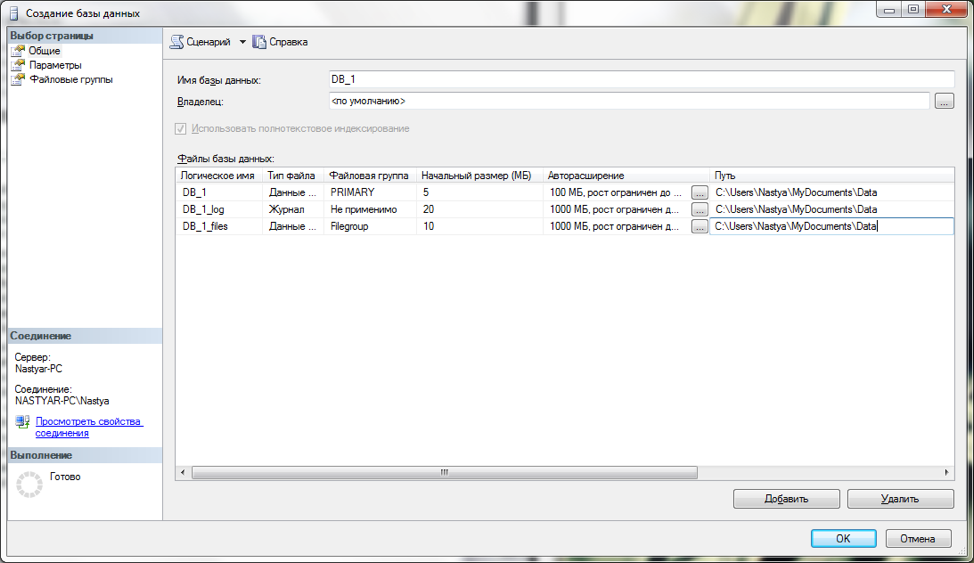 Создание базы данных
Выбор страницы
Общие
Параметры
Файловые группы
Сценарий Справка
Имя базы данных: DB_1
Владелец: <по умолчанию> ...
Использовать полнотекстовое индексирование
Файлы базы данных:
Логическое имя Тип файла Файловая группа Начальный размер (МБ) Авторасширение Путь
DB_1 Данные ... PRIMARY 5 100 МБ, рост ограничен до ... ... C:\Users\Nastya\MyDocuments\Data
DB_1_log Журнал Не применимо 20 1000 МБ, рост ограничен д... ... C:\Users\Nastya\MyDocuments\Data
DB_1_files Данные ... Filegroup 10 1000 МБ, рост ограничен д... ... C:\Users\Nastya\MyDocuments\Data
Соединение
Сервер:
Nastyar-PC
Соединение:
NASTYAR-PC\Nastya
Просмотреть свойства
соединения
Выполнение
Готово
Добавить Удалить
OK Отмена